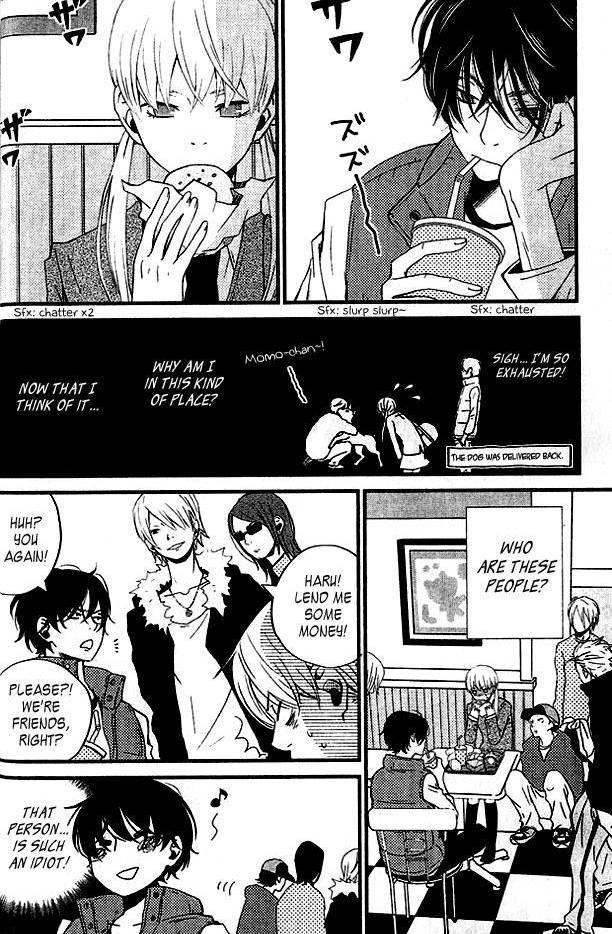 ザワ
ズズ
ザワ
ザワ
Sfx: chatter
Sfx: slurp slurp~
Sfx: chatter x2
SIGH... I'M SO
EXHAUSTED!
THE DOG WAS DELIVERED BACK.
Momo-chan~!
WHY AM I
IN THIS KIND
OF PLACE?
NOW THAT I
THINK OF IT...
WHO
ARE THESE
PEOPLE?
HARU!
LEND ME
SOME
MONEY!
HUH?
YOU
AGAIN!
PLEASE?!
WE'RE
FRIENDS,
RIGHT?
THAT
PERSON...
IS SUCH
AN IDIOT!